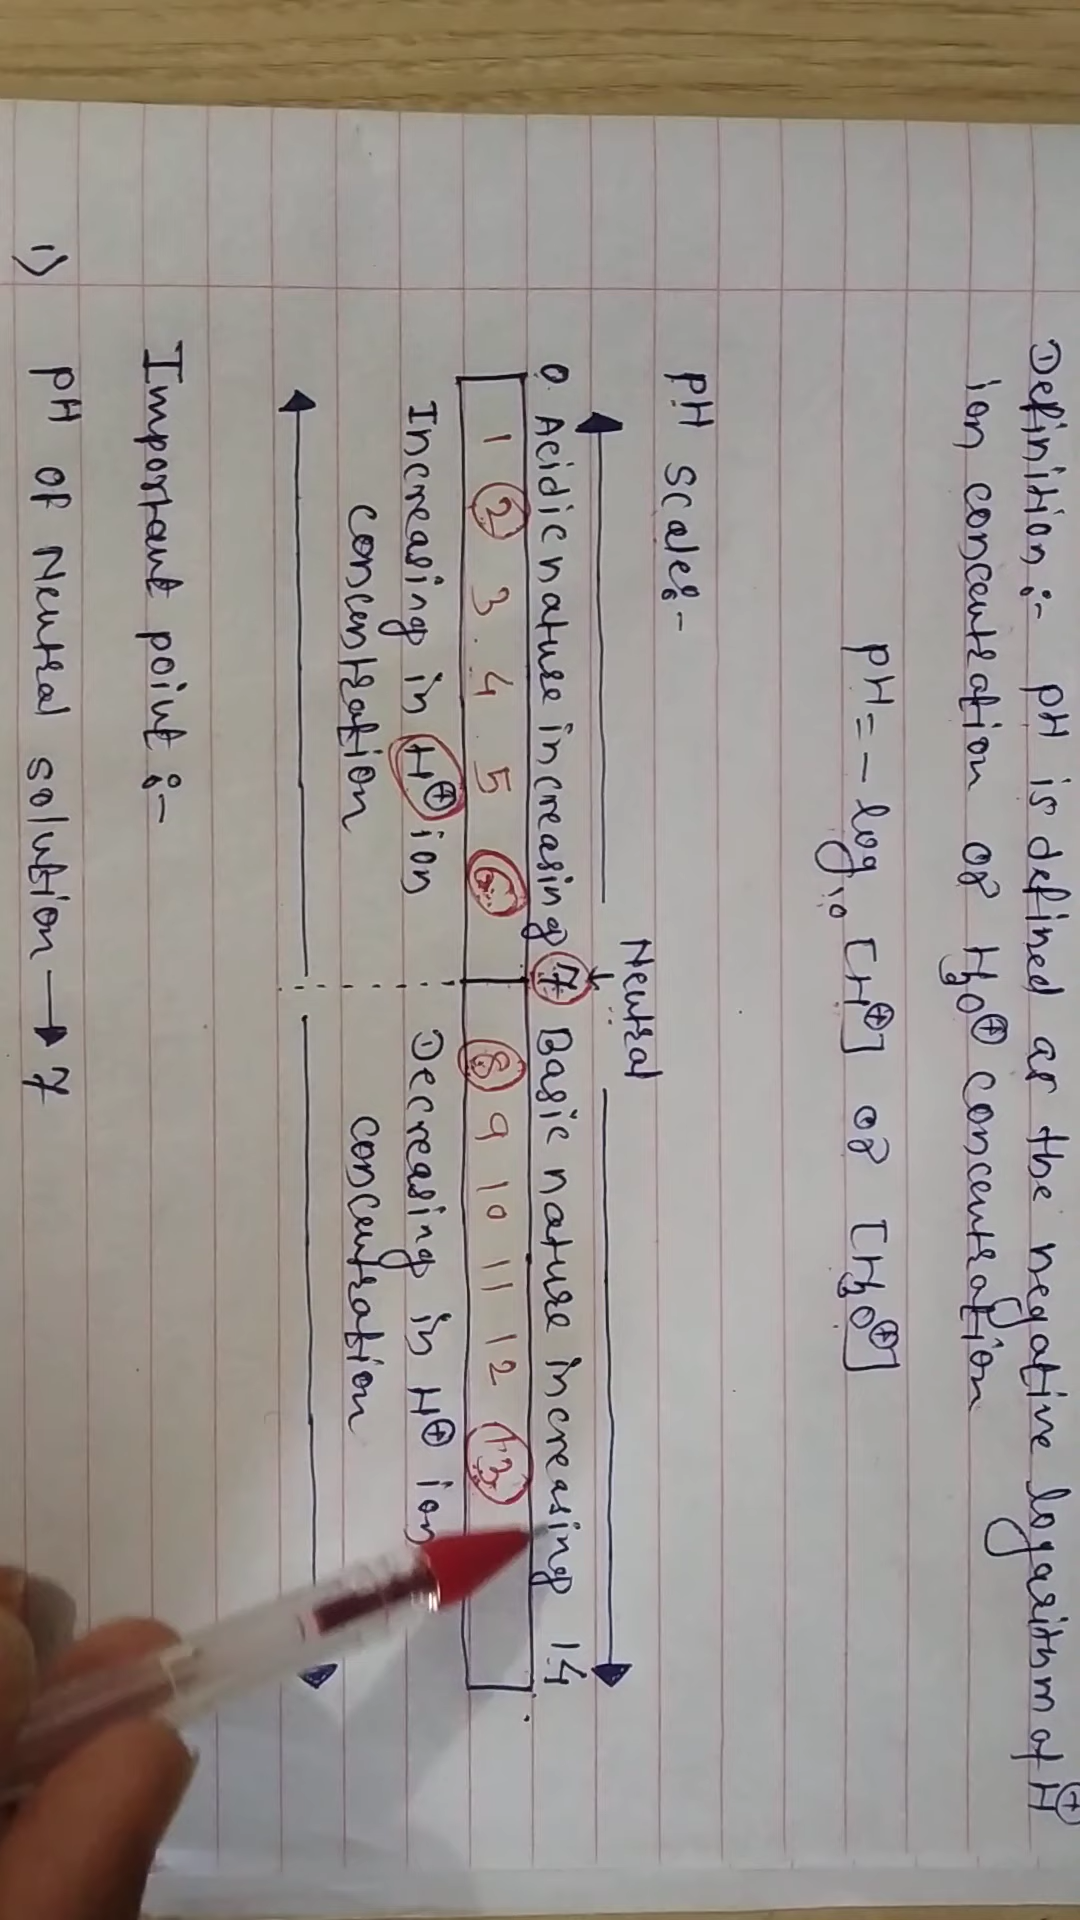 Definition :- pH is defined as the negative logarithm of H⊕
ion concentration or H₃O⊕ concentration
pH = - log₁₀ [H⊕] or [H₃O⊕]
pH scale :-
Neutral
0. Acidic nature increasing 7 Basic nature increasing 14
1 2 3 4 5 6 8 9 10 11 12 13
Increasing in H⊕ ion Decreasing in H⊕ ion
concentration concentration
Important point :-
1) pH of Neutral solution → 7